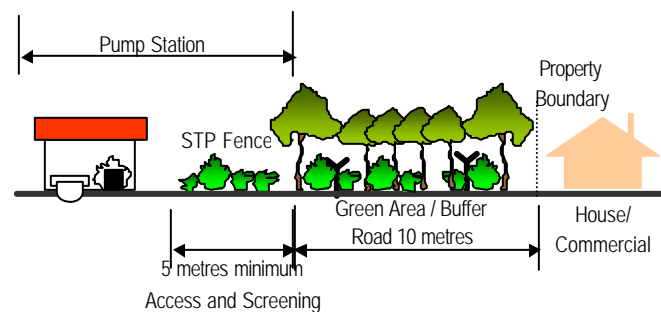 Pump Station
Property
Boundary
STP Fence
Green Area / Buffer
Road 10 metres
House/
Commercial
5 metres minimum
Access and Screening